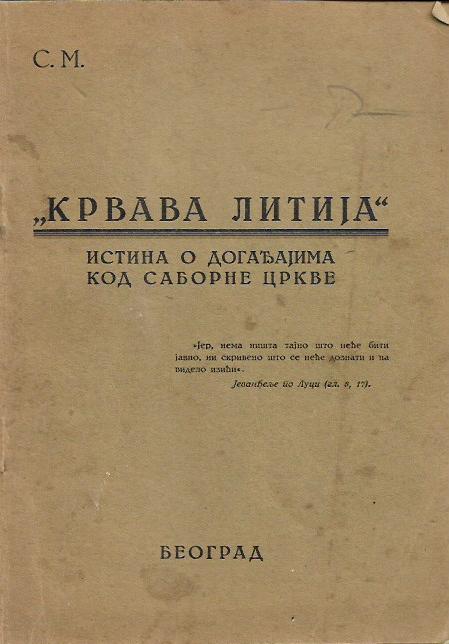 С. М.
„КРВАВА ЛИТИЈА“
ИСТИНА О ДОГАЂАЈИМА
КОД САБОРНЕ ЦРКВЕ
»Јер, нема ништа тајно што неће бити
јавно, ни скривено што се неће дознати и на
видело изићи«.
Јеванђеље по Луци (гл. 8, 17).
БЕОГРАД